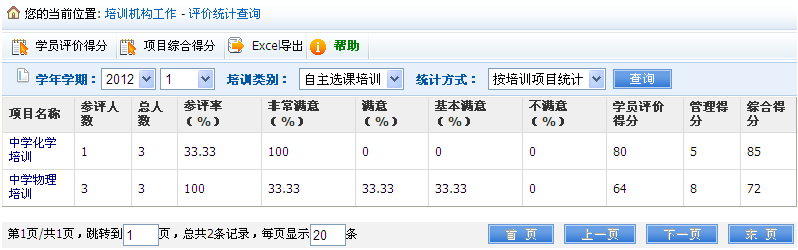 您的当前位置: 培训机构工作 - 评价统计查询
学员评价得分 项目综合得分 Excel导出 帮助
学年学期: 2012 1 培训类别: 自主选课培训 统计方式: 按培训项目统计 查询
项目名称 参评人数 总人数 参评率(%) 非常满意(%) 满意(%) 基本满意(%) 不满意(%) 学员评价得分 管理得分 综合得分
中学化学培训 1 3 33.33 100 0 0 0 80 5 85
中学物理培训 3 3 100 33.33 33.33 33.33 0 64 8 72
第1页/共1页，跳转到 1 页，总共2条记录，每页显示 20 条 首 页 上一页 下一页 末 页